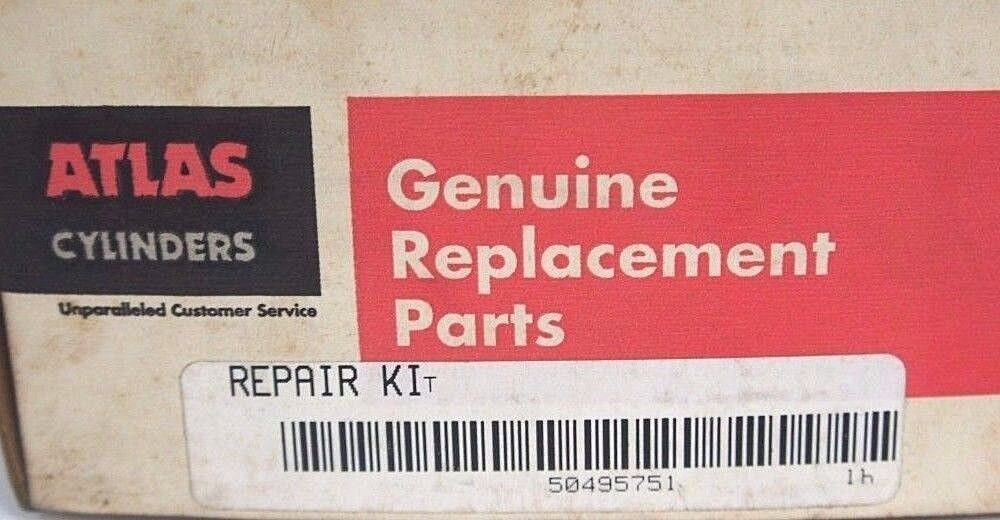 ATLAS
CYLINDERS
Unparalleled Customer Service
Genuine
Replacement
Parts
REPAIR KIT
50495751
1h